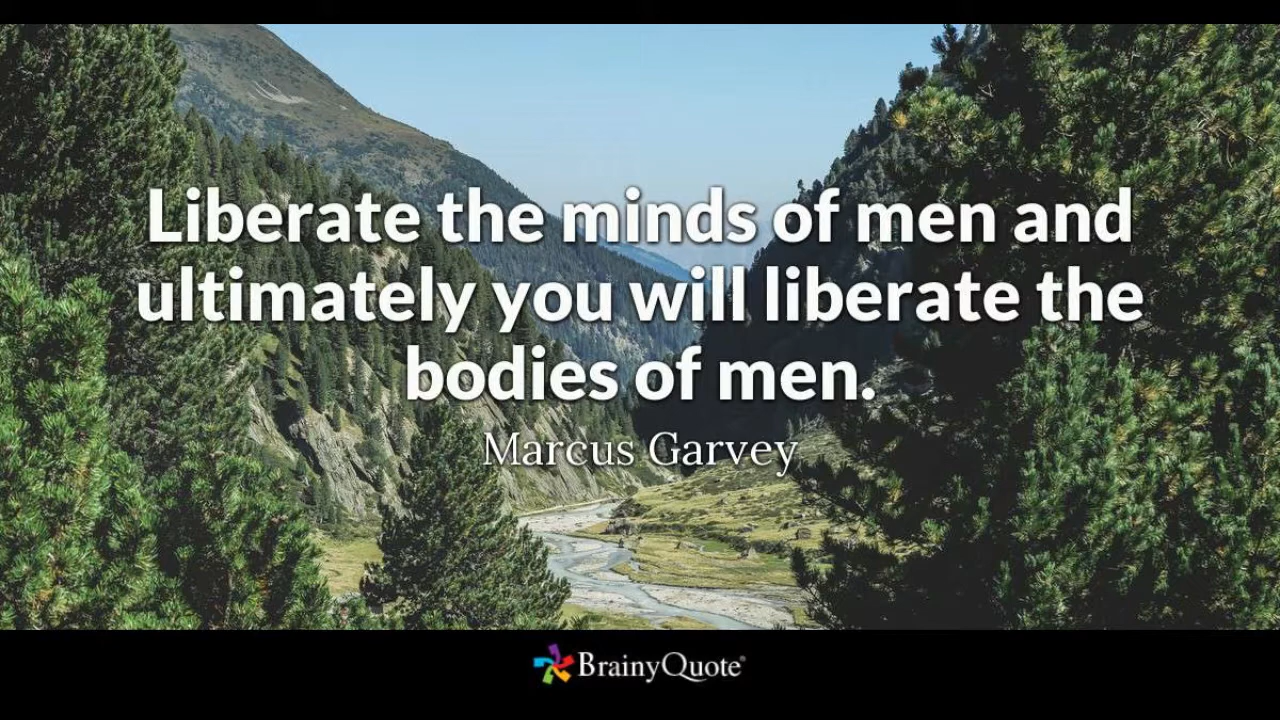 Liberate the minds of men and
ultimately you will liberate the
bodies of men.
Marcus Garvey
BrainyQuote®